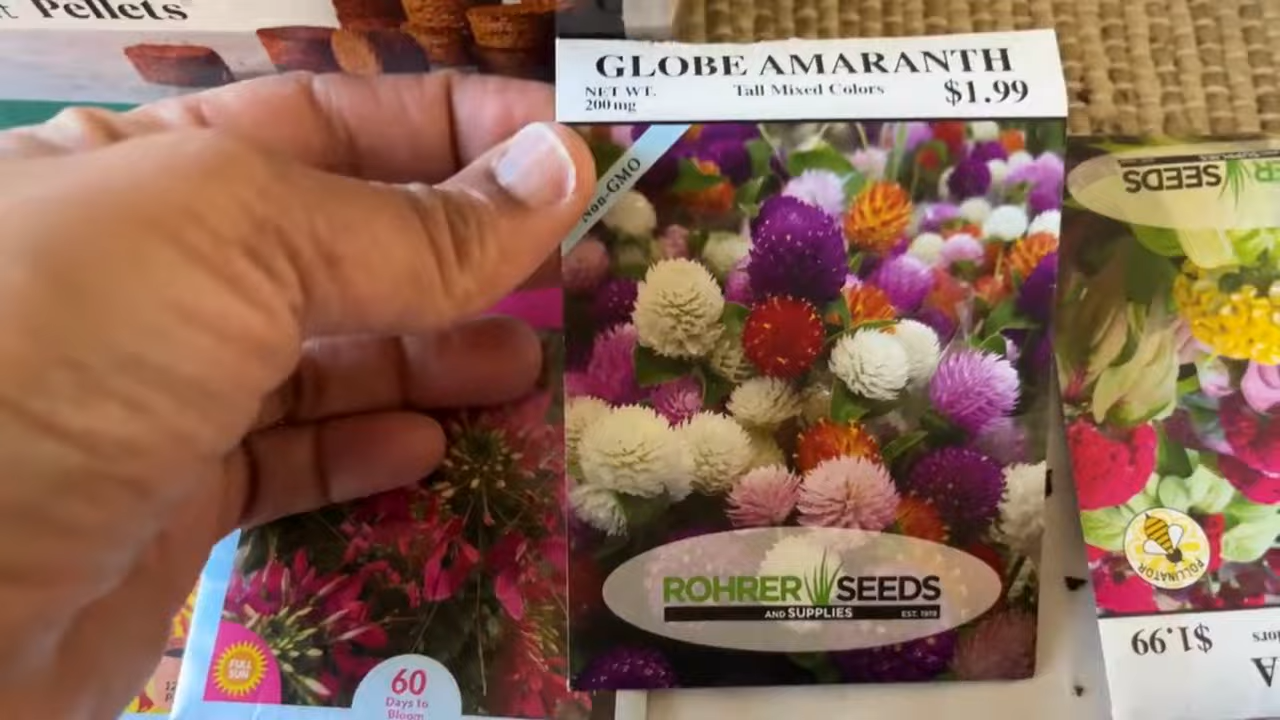 Pellets
GLOBE AMARANTH
NET WT.
200mg
Tall Mixed Colors
$1.99
Non-GMO
ROHRER SEEDS
AND SUPPLIES
EST. 1919
SEEDS
POLLINATOR
$1.99
FULL
SUN
60
Days to
Bloom